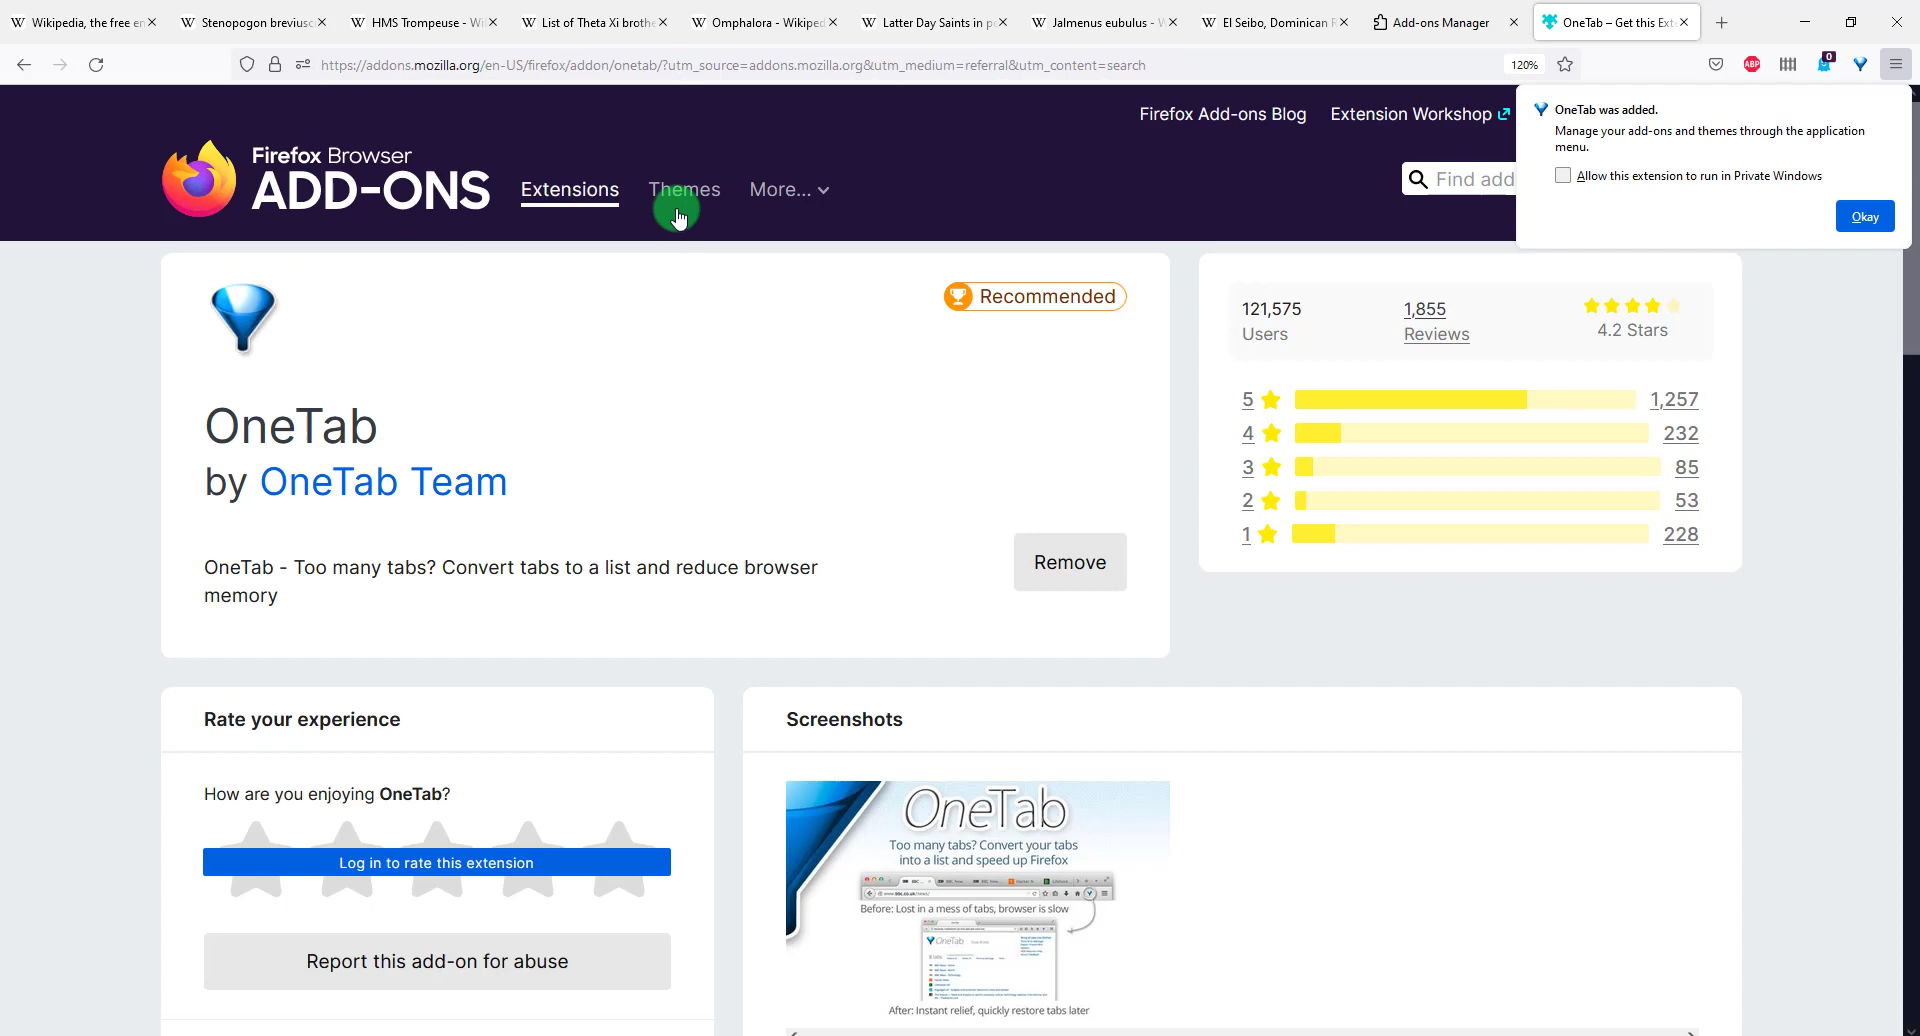 Wikipedia, the free en
Stenopogon breviusc
HMS Trompeuse - Wi
List of Theta Xi brothe
Omphalora - Wikiped
Latter Day Saints in p
Jalmenus eubulus - W
El Seibo, Dominican R
Add-ons Manager
OneTab – Get this Exte
https://addons.mozilla.org/en-US/firefox/addon/onetab/?utm_source=addons.mozilla.org&utm_medium=referral&utm_content=search
120%
ABP
0
Firefox Add-ons Blog
Extension Workshop
OneTab was added.
Manage your add-ons and themes through the application
menu.
Allow this extension to run in Private Windows
Okay
Firefox Browser
ADD-ONS
Extensions
Themes
More...
Find add
Recommended
OneTab
by OneTab Team
OneTab - Too many tabs? Convert tabs to a list and reduce browser
memory
Remove
121,575
Users
1,855
Reviews
4.2 Stars
5 1,257
4 232
3 85
2 53
1 228
Rate your experience
How are you enjoying OneTab?
Log in to rate this extension
Report this add-on for abuse
Screenshots
OneTab
Too many tabs? Convert your tabs
into a list and speed up Firefox
Before: Lost in a mess of tabs, browser is slow
OneTab
After: Instant relief, quickly restore tabs later